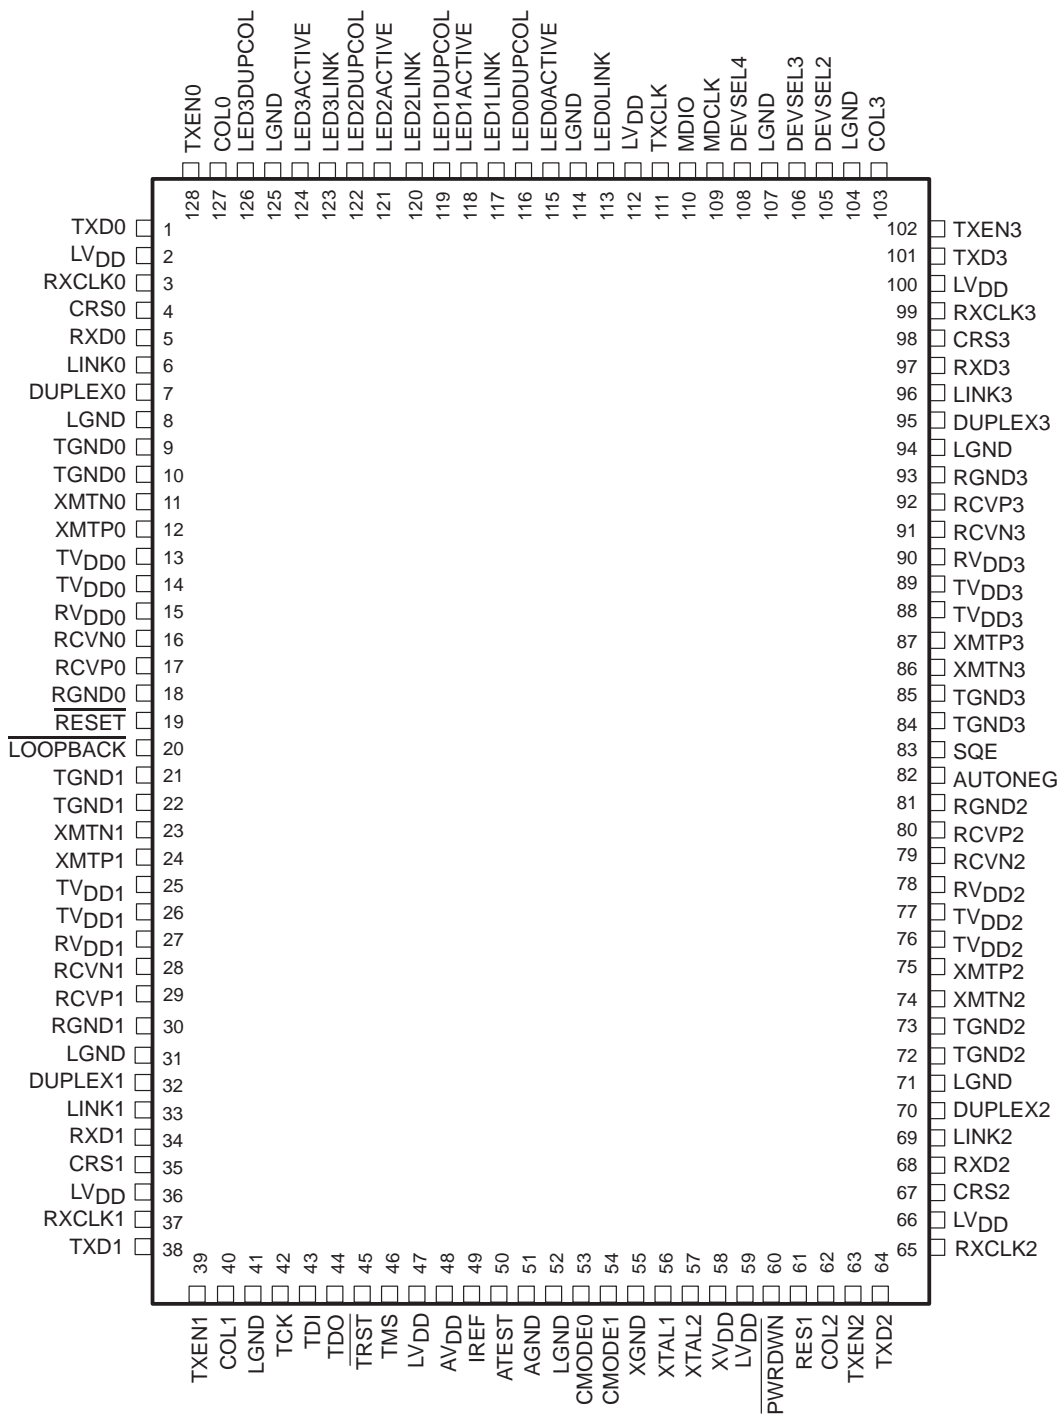 TXEN0
COL0
LED3DUPCOL
LGND
LED3ACTIVE
LED3LINK
LED2DUPCOL
LED2ACTIVE
LED2LINK
LED1DUPCOL
LED1ACTIVE
LED1LINK
LED0DUPCOL
LED0ACTIVE
LGND
LED0LINK
LVDD
TXCLK
MDIO
MDCLK
DEVSEL4
LGND
DEVSEL3
DEVSEL2
LGND
COL3
128
127
126
125
124
123
122
121
120
119
118
117
116
115
114
113
112
111
110
109
108
107
106
105
104
103
TXD0 1
LVDD 2
RXCLK0 3
CRS0 4
RXD0 5
LINK0 6
DUPLEX0 7
LGND 8
TGND0 9
TGND0 10
XMTN0 11
XMTP0 12
TVDD0 13
TVDD0 14
RVDD0 15
RCVN0 16
RCVP0 17
RGND0 18
RESET 19
LOOPBACK 20
TGND1 21
TGND1 22
XMTN1 23
XMTP1 24
TVDD1 25
TVDD1 26
RVDD1 27
RCVN1 28
RCVP1 29
RGND1 30
LGND 31
DUPLEX1 32
LINK1 33
RXD1 34
CRS1 35
LVDD 36
RXCLK1 37
TXD1 38
102 TXEN3
101 TXD3
100 LVDD
99 RXCLK3
98 CRS3
97 RXD3
96 LINK3
95 DUPLEX3
94 LGND
93 RGND3
92 RCVP3
91 RCVN3
90 RVDD3
89 TVDD3
88 TVDD3
87 XMTP3
86 XMTN3
85 TGND3
84 TGND3
83 SQE
82 AUTONEG
81 RGND2
80 RCVP2
79 RCVN2
78 RVDD2
77 TVDD2
76 TVDD2
75 XMTP2
74 XMTN2
73 TGND2
72 TGND2
71 LGND
70 DUPLEX2
69 LINK2
68 RXD2
67 CRS2
66 LVDD
65 RXCLK2
39
40
41
42
43
44
45
46
47
48
49
50
51
52
53
54
55
56
57
58
59
60
61
62
63
64
TXEN1
COL1
LGND
TCK
TDI
TDO
TRST
TMS
LVDD
AVDD
IREF
ATEST
AGND
LGND
CMODE0
CMODE1
XGND
XTAL1
XTAL2
XVDD
LVDD
PWRDWN
RES1
COL2
TXEN2
TXD2